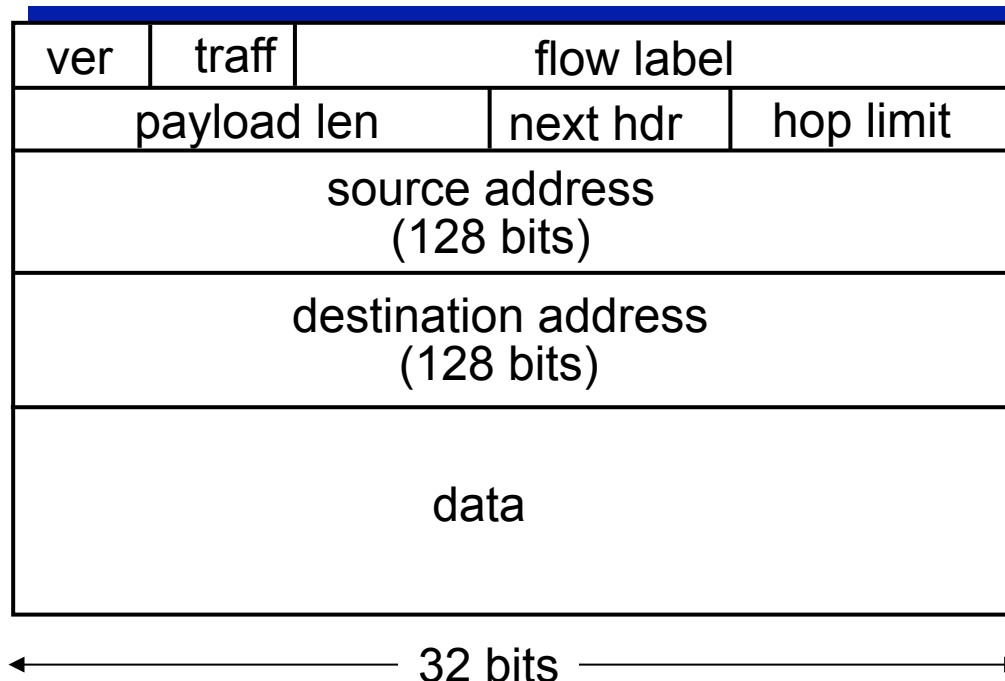 ver traff flow label
payload len next hdr hop limit
source address
(128 bits)
destination address
(128 bits)
data
32 bits